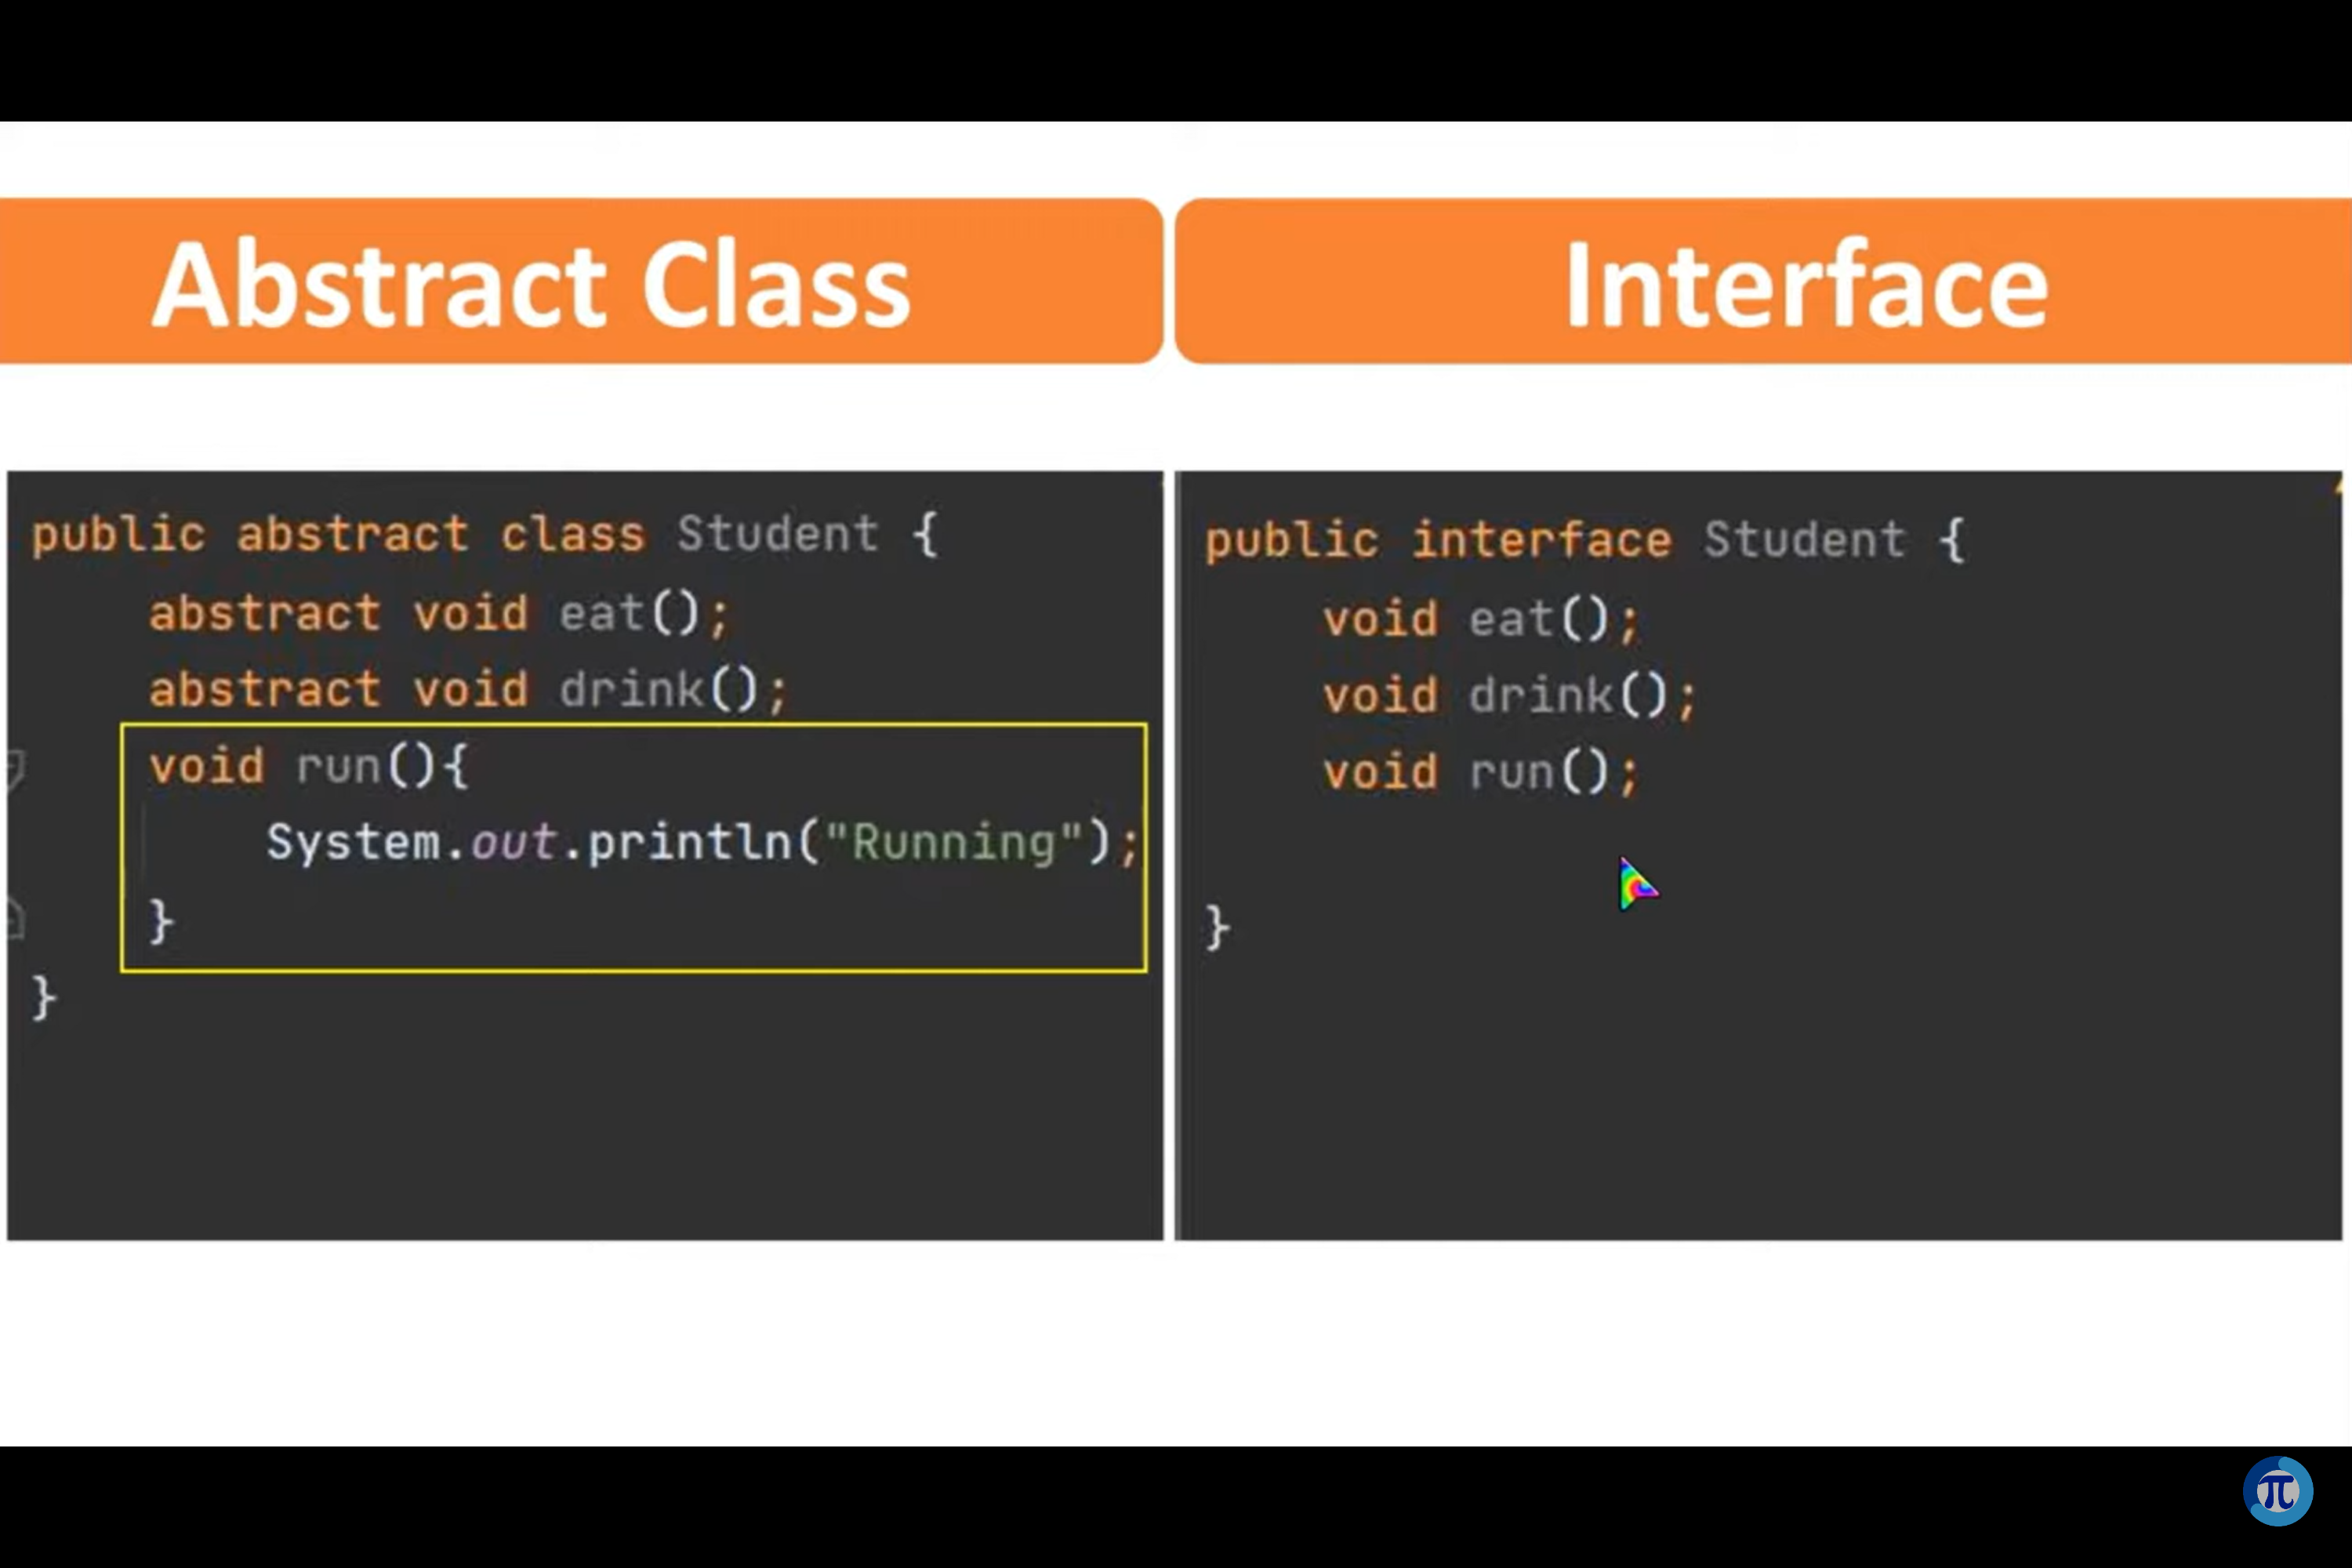 Abstract Class
public abstract class Student {
abstract void eat();
abstract void drink();
void run(){
System.out.println("Running");
}
}
Interface
public interface Student {
void eat();
void drink();
void run();
}
π